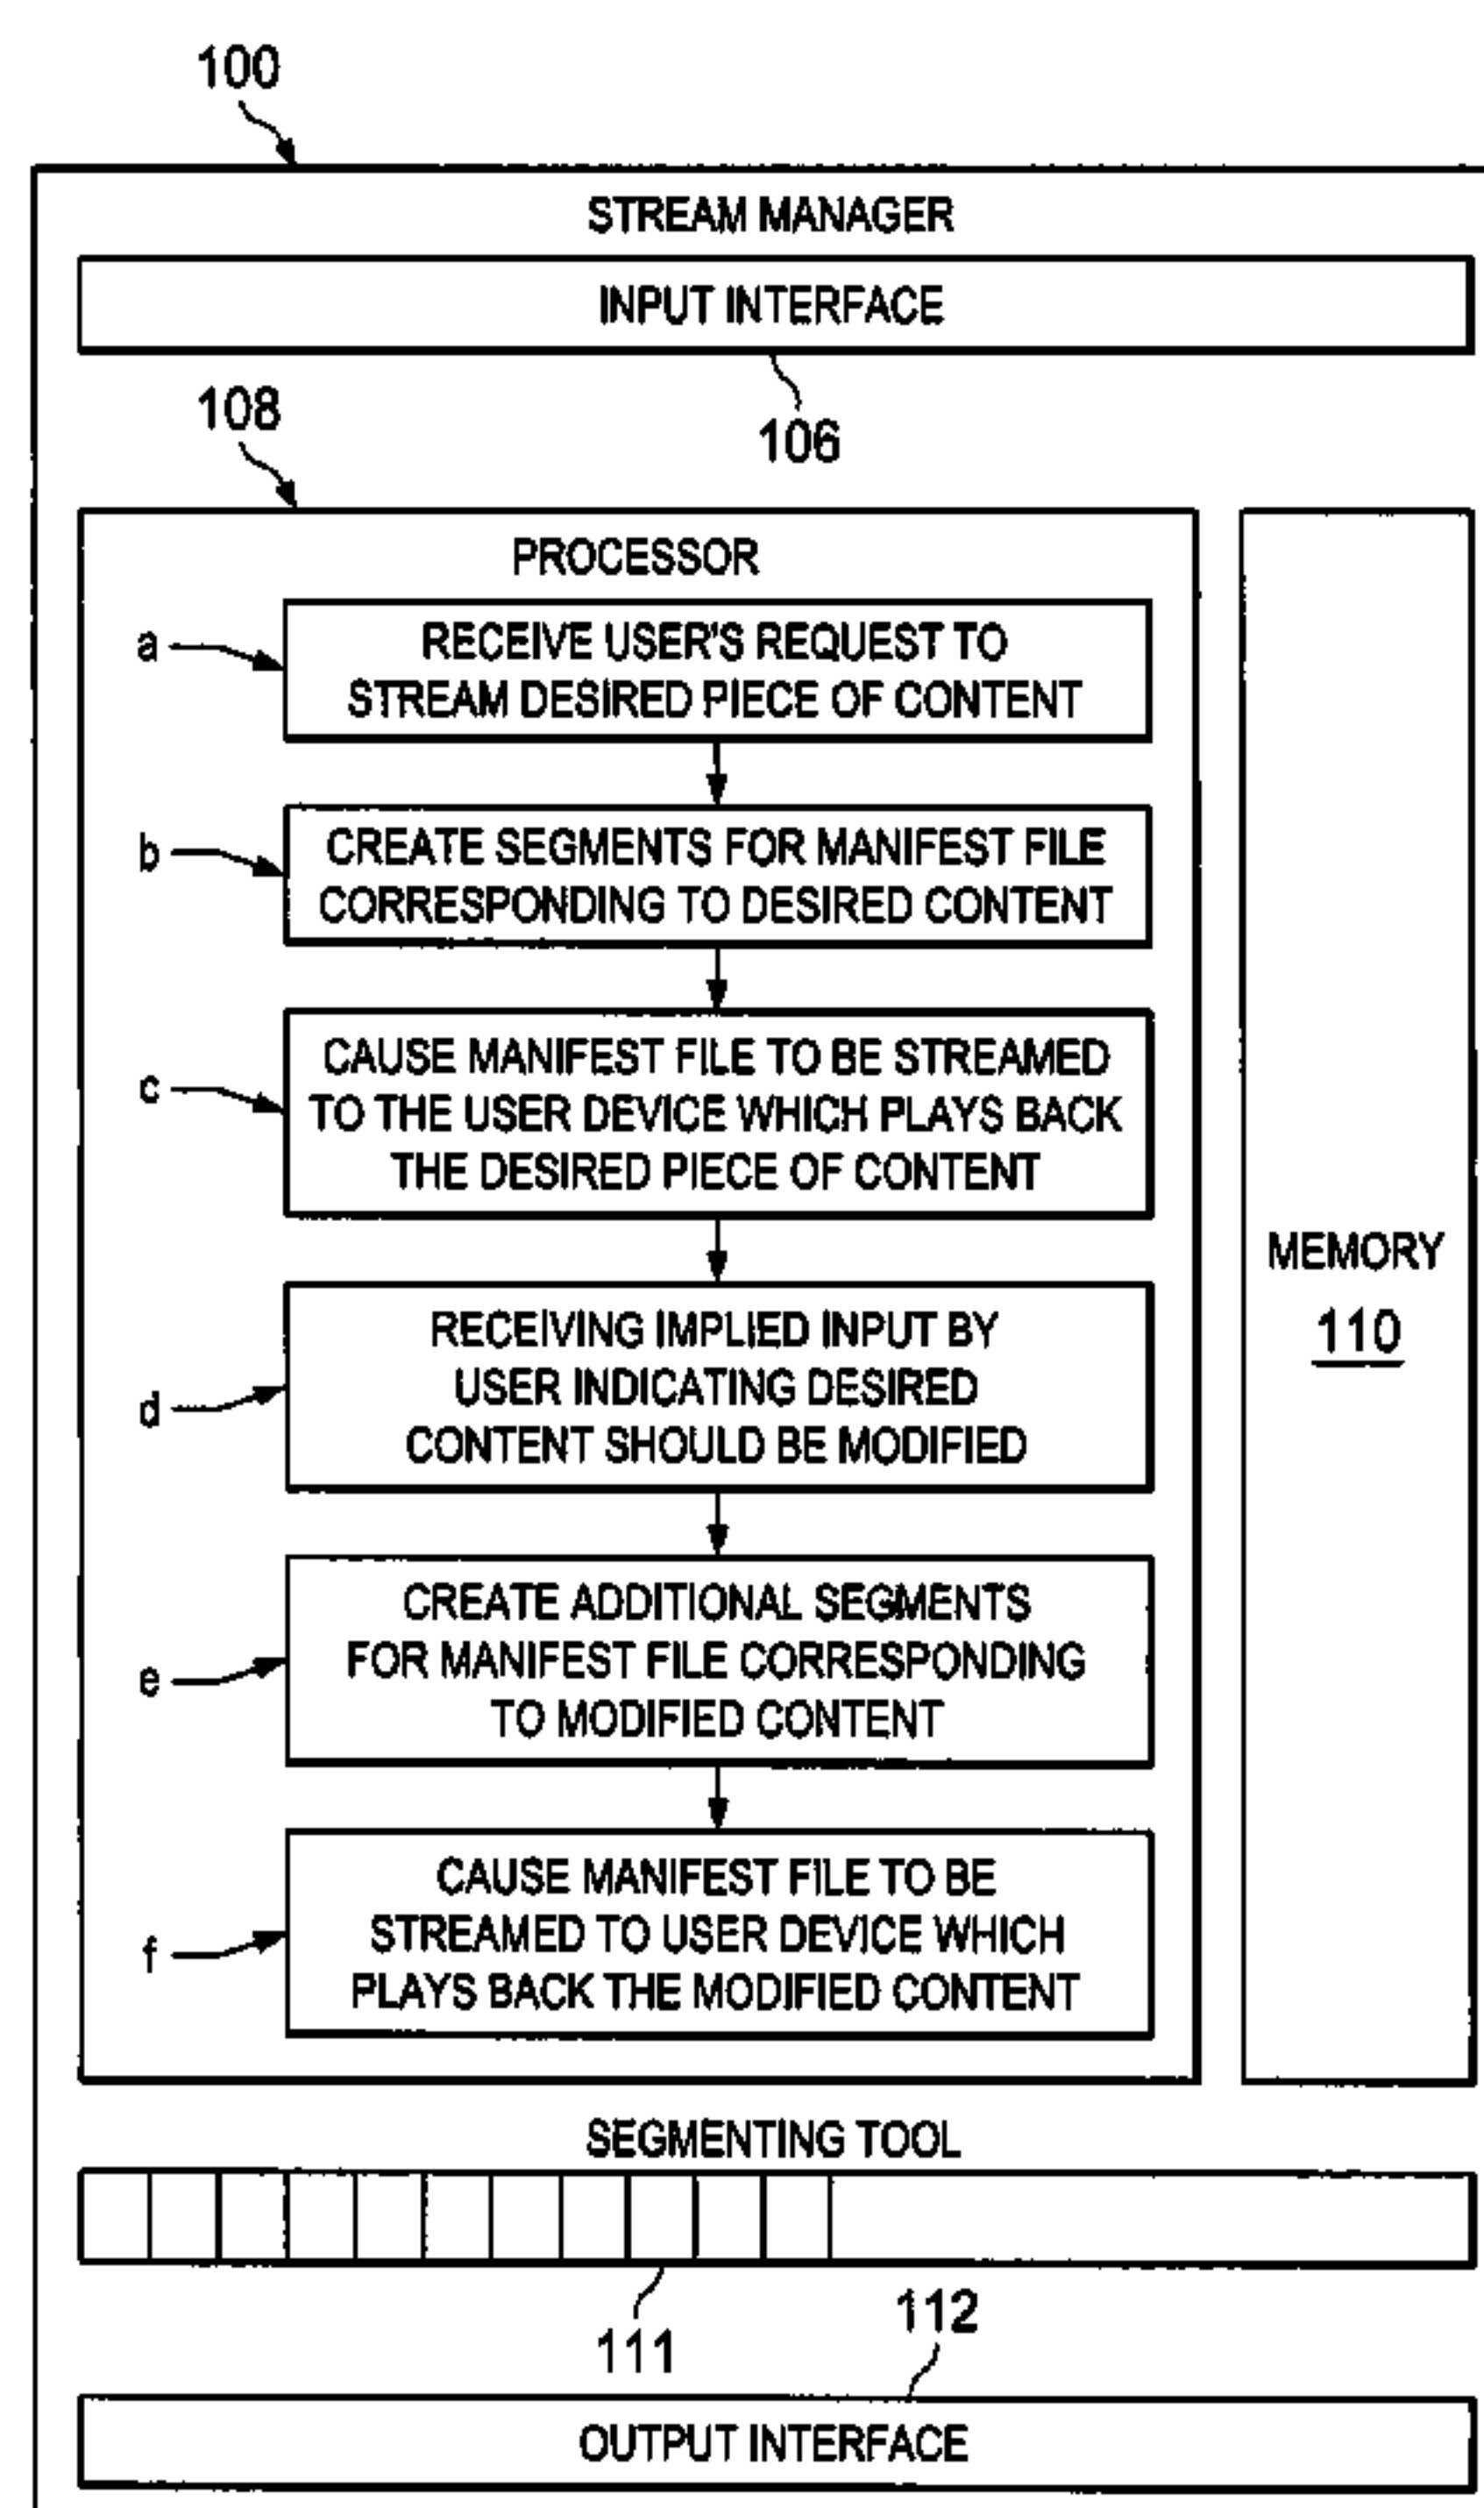 100
STREAM MANAGER
INPUT INTERFACE
106
108
PROCESSOR
a
RECEIVE USER'S REQUEST TO
STREAM DESIRED PIECE OF CONTENT
b
CREATE SEGMENTS FOR MANIFEST FILE
CORRESPONDING TO DESIRED CONTENT
c
CAUSE MANIFEST FILE TO BE STREAMED
TO THE USER DEVICE WHICH PLAYS BACK
THE DESIRED PIECE OF CONTENT
d
RECEIVING IMPLIED INPUT BY
USER INDICATING DESIRED
CONTENT SHOULD BE MODIFIED
e
CREATE ADDITIONAL SEGMENTS
FOR MANIFEST FILE CORRESPONDING
TO MODIFIED CONTENT
f
CAUSE MANIFEST FILE TO BE
STREAMED TO USER DEVICE WHICH
PLAYS BACK THE MODIFIED CONTENT
MEMORY
110
SEGMENTING TOOL
111
112
OUTPUT INTERFACE